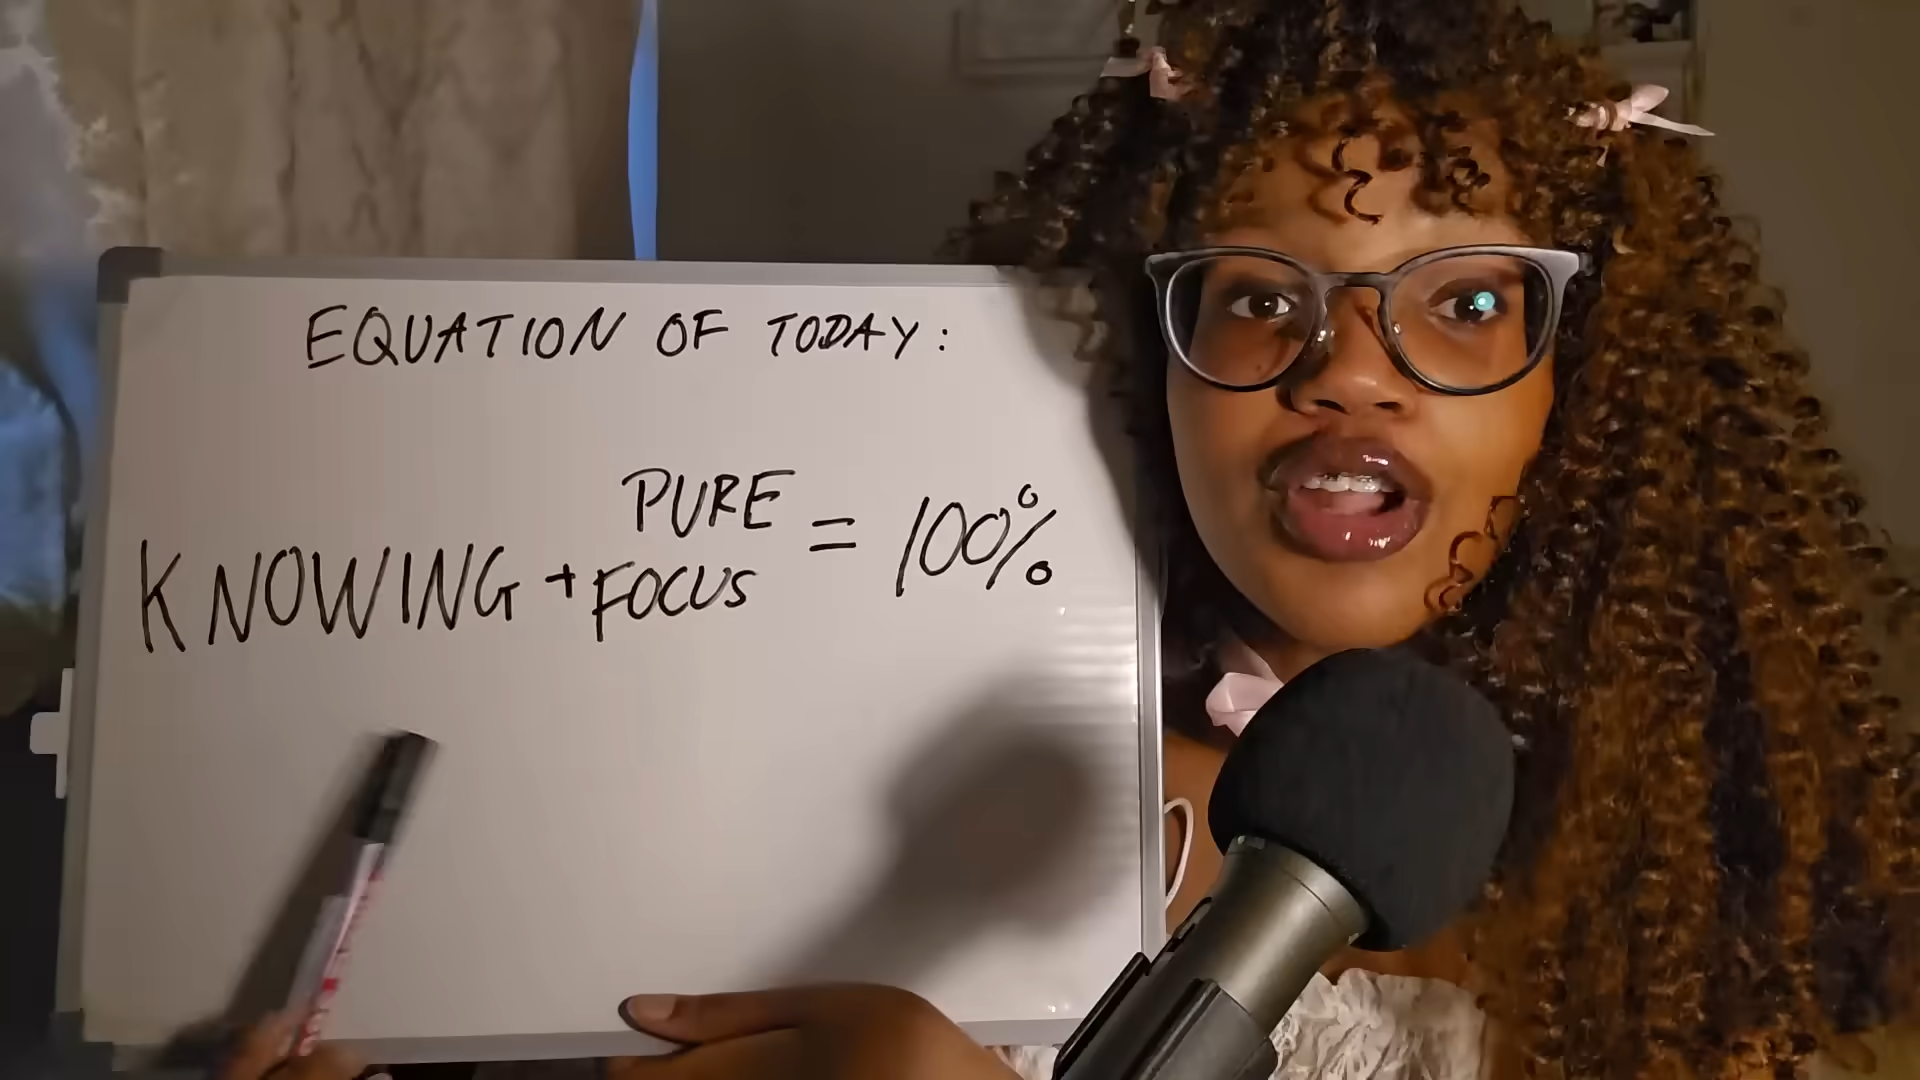 EQUATION OF TODAY:
KNOWING + PURE FOCUS = 100%